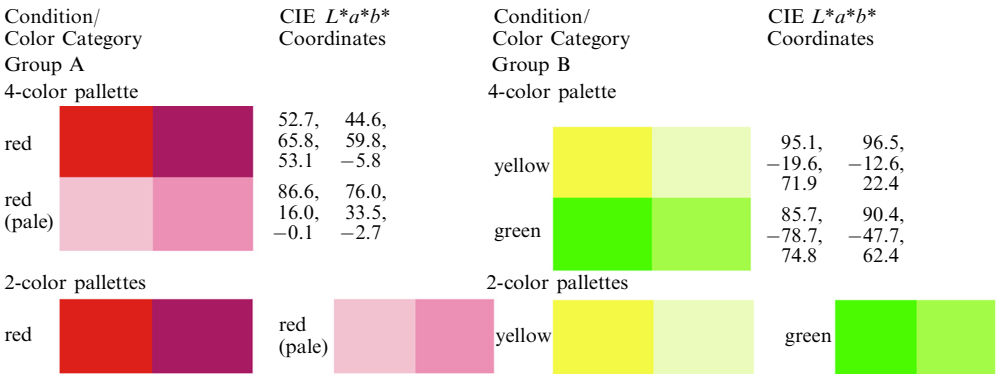 Condition/
Color Category
CIE L*a*b*
Coordinates
Group A
4-color pallette
red
52.7, 44.6,
65.8, 59.8,
53.1 −5.8
red
(pale)
86.6, 76.0,
16.0, 33.5,
−0.1 −2.7
2-color pallettes
red
red
(pale)
Condition/
Color Category
CIE L*a*b*
Coordinates
Group B
4-color palette
yellow
95.1, 96.5,
−19.6, −12.6,
71.9 22.4
green
85.7, 90.4,
−78.7, −47.7,
74.8 62.4
2-color pallettes
yellow
green